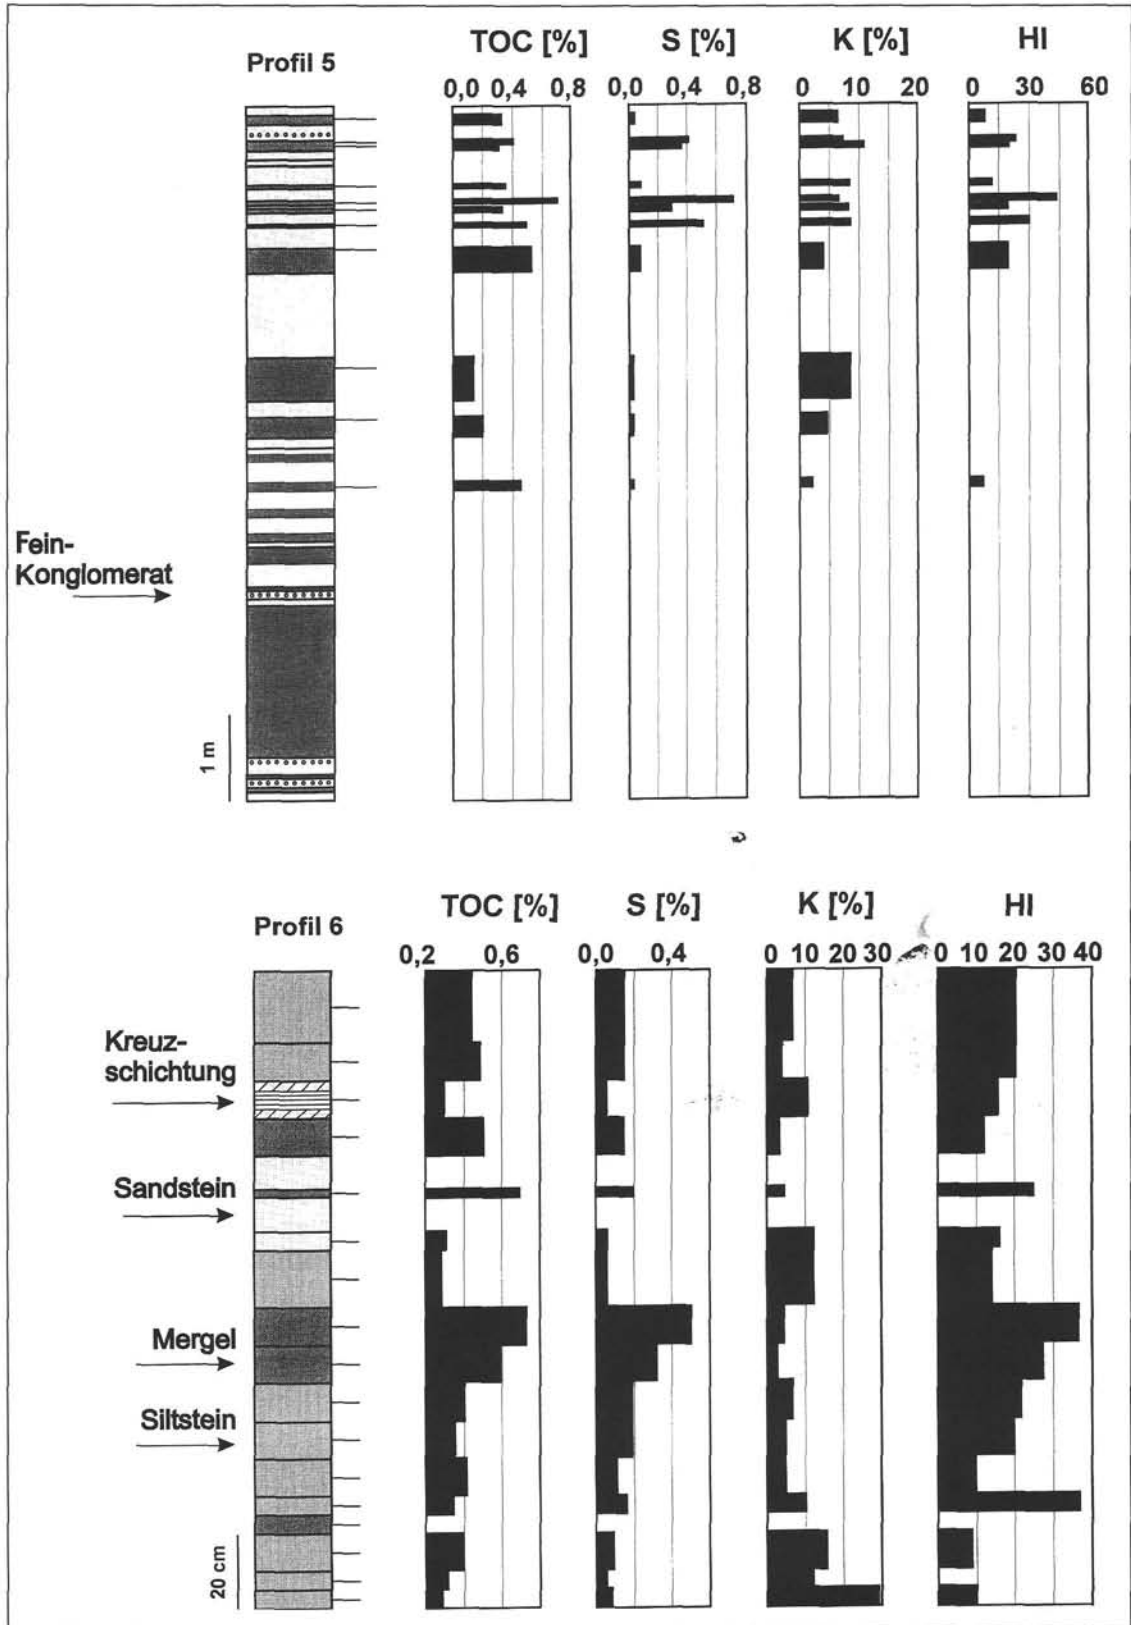 TOC [%] S [%] K [%] HI
Profil 5
0,0 0,4 0,8 0,0 0,4 0,8 0 10 20 0 30 60
Fein-
Konglomerat
1 m
TOC [%] S [%] K [%] HI
Profil 6
0,2 0,6 0,0 0,4 0 10 20 30 0 10 20 30 40
Kreuz-
schichtung
Sandstein
Mergel
Siltstein
20 cm